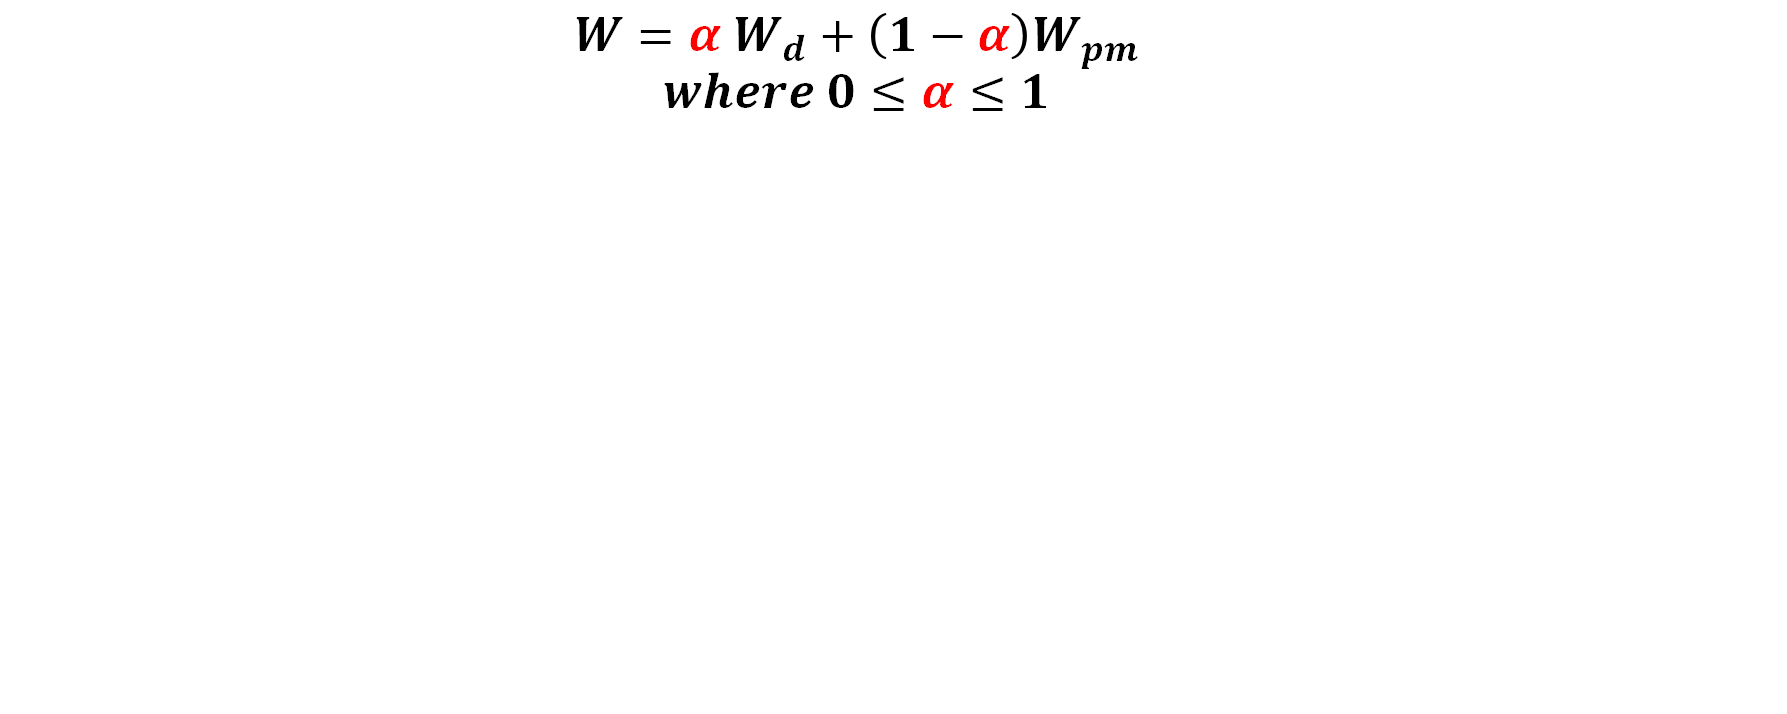 W = α W_d + (1 − α)W_pm
where 0 ≤ α ≤ 1